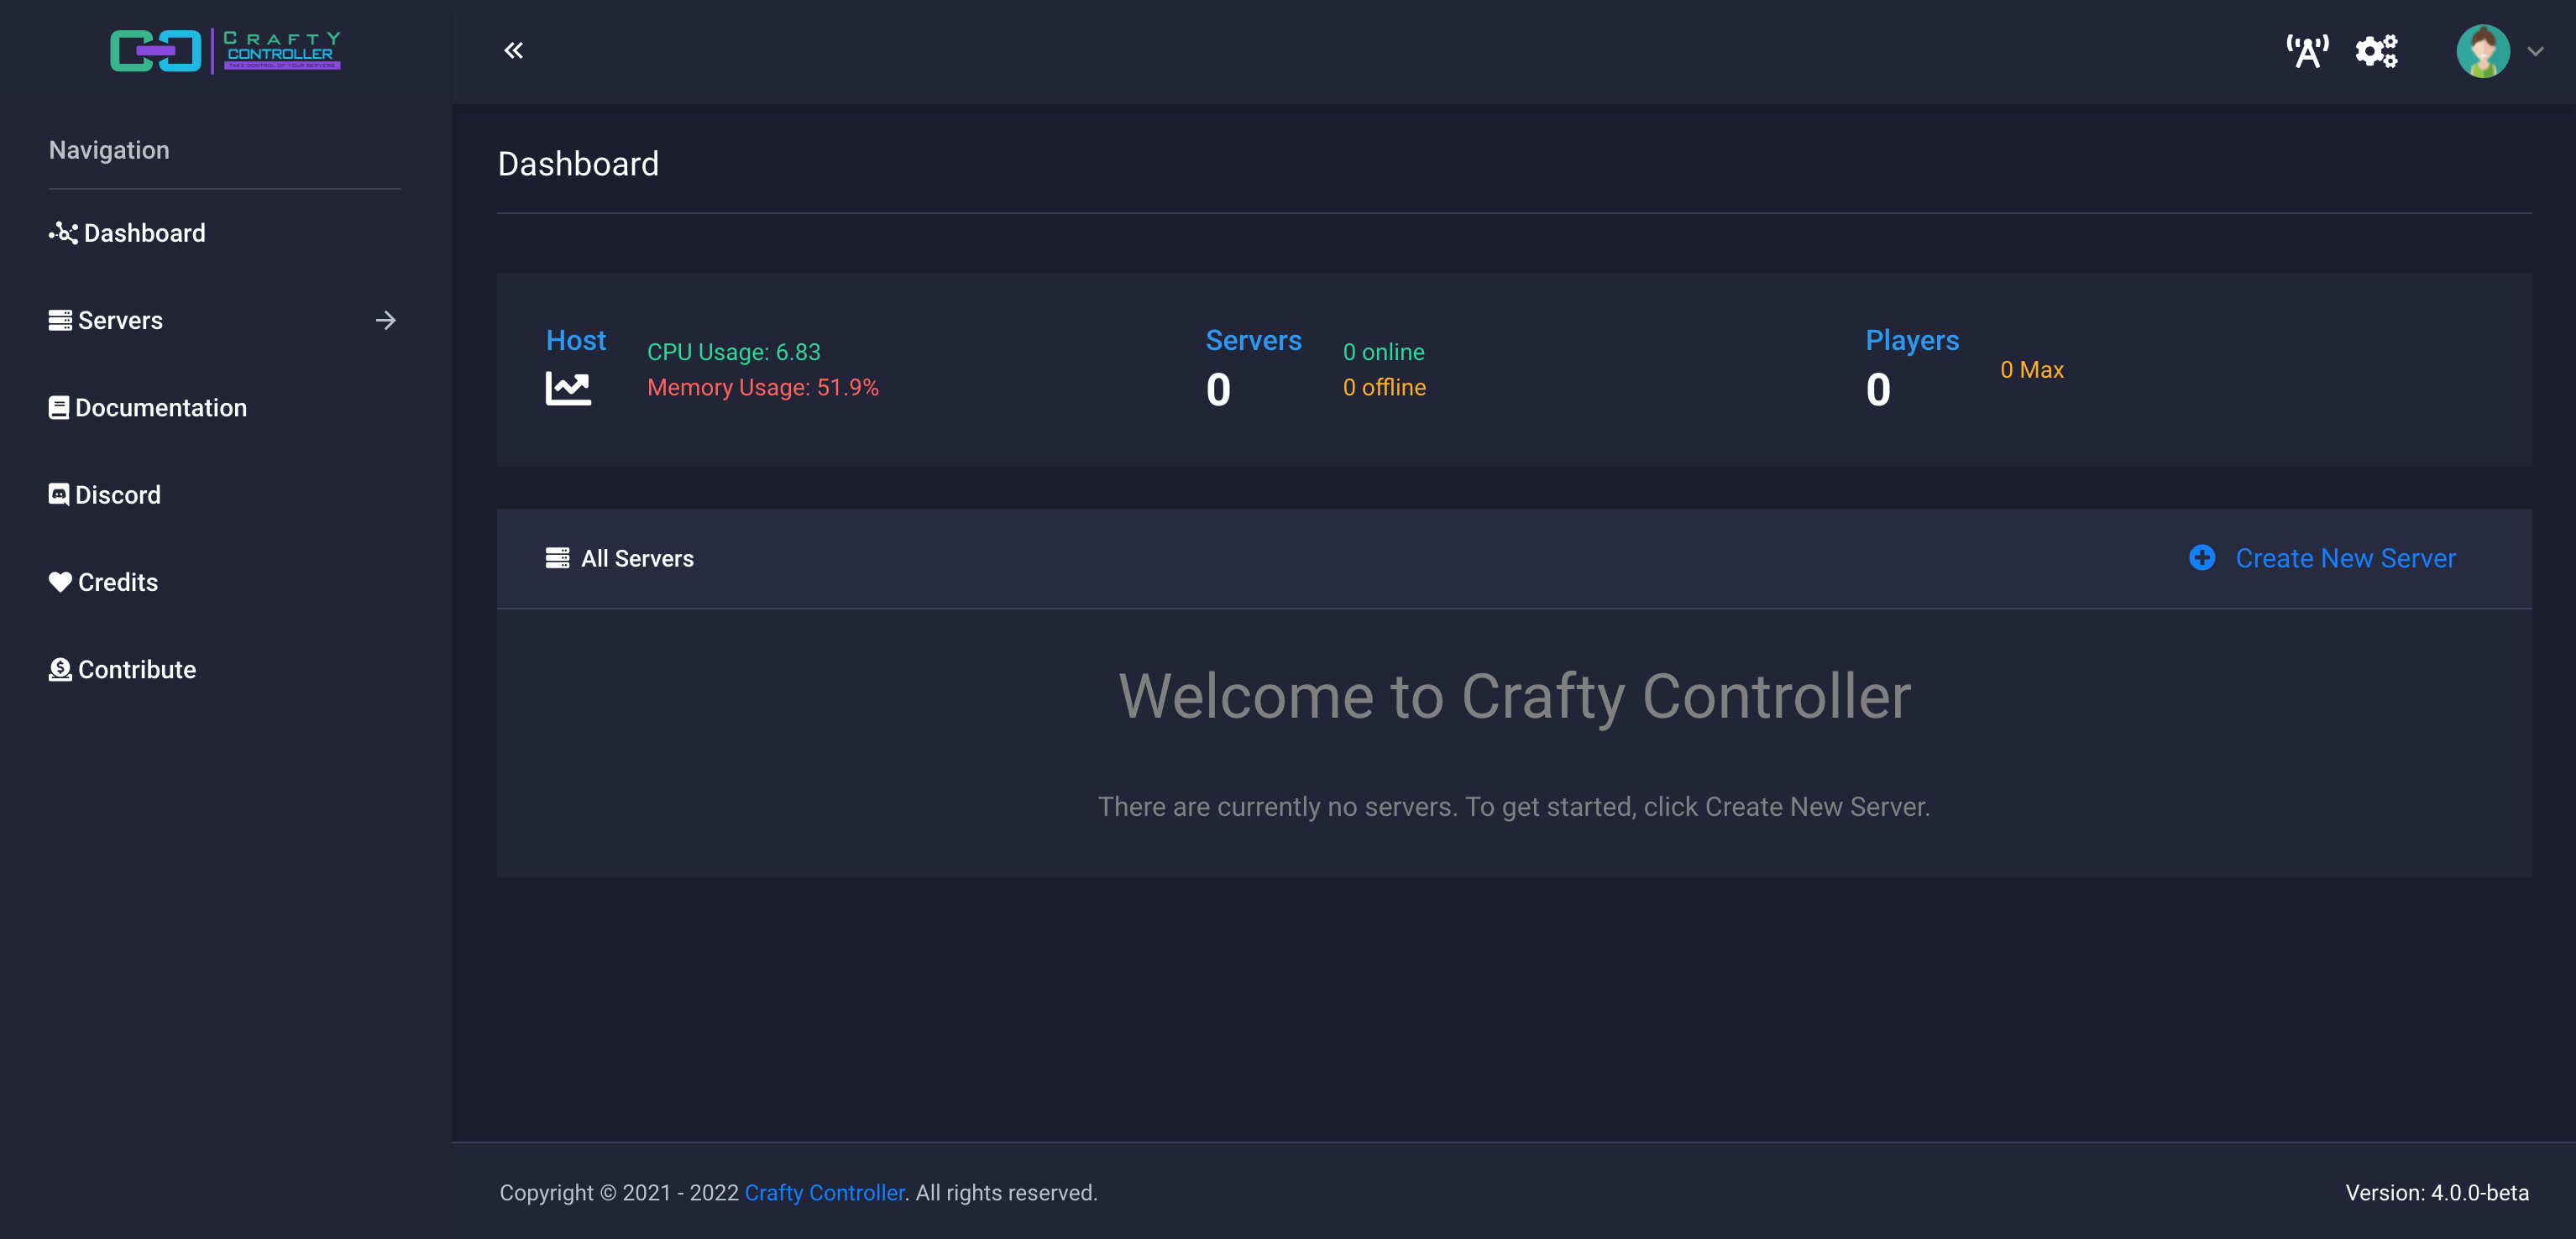 CRAFTY
CONTROLLER
TAKE CONTROL OF YOUR SERVERS
Navigation
Dashboard
Servers
Documentation
Discord
Credits
Contribute
Dashboard
Host
CPU Usage: 6.83
Memory Usage: 51.9%
Servers
0
0 online
0 offline
Players
0
0 Max
All Servers
Create New Server
Welcome to Crafty Controller
There are currently no servers. To get started, click Create New Server.
Copyright © 2021 - 2022 Crafty Controller. All rights reserved.
Version: 4.0.0-beta